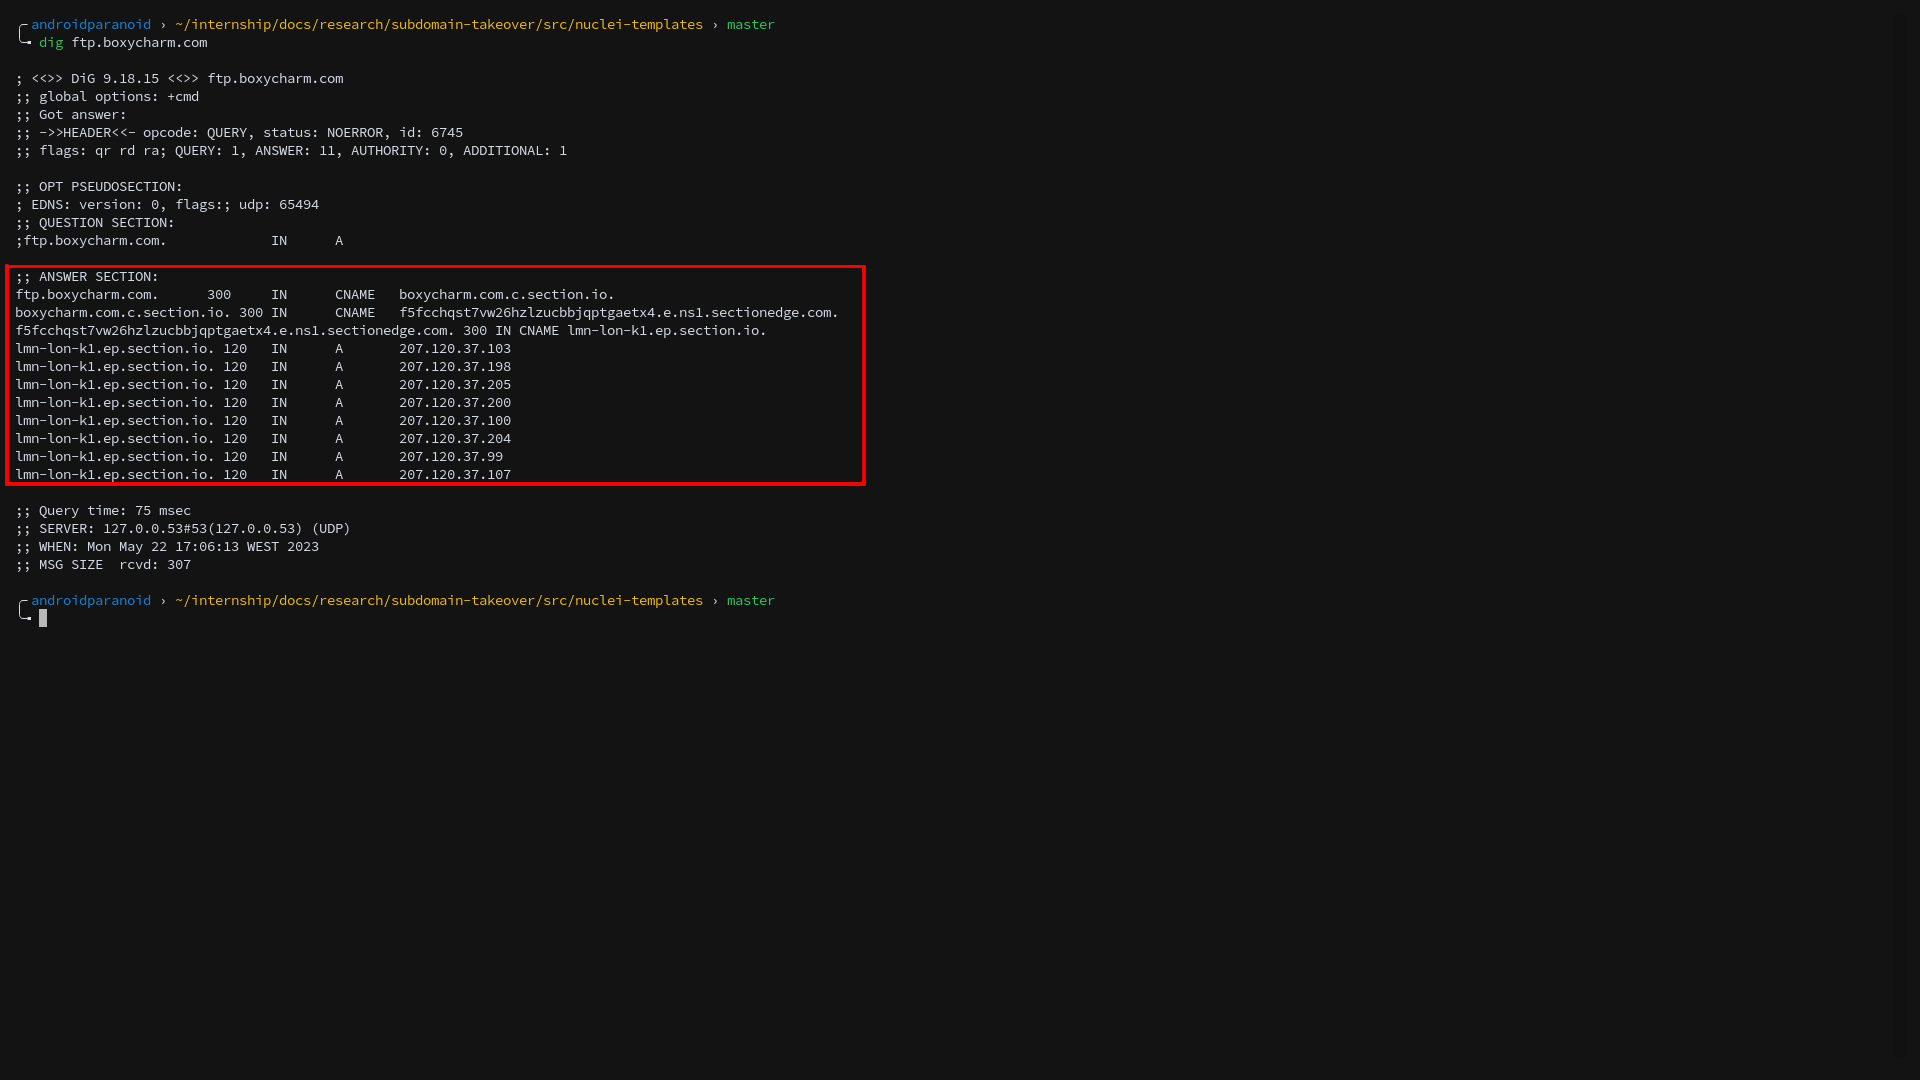 androidparanoid › ~/internship/docs/research/subdomain-takeover/src/nuclei-templates › master
dig ftp.boxycharm.com
; <<>> DiG 9.18.15 <<>> ftp.boxycharm.com
;; global options: +cmd
;; Got answer:
;; ->>HEADER<<- opcode: QUERY, status: NOERROR, id: 6745
;; flags: qr rd ra; QUERY: 1, ANSWER: 11, AUTHORITY: 0, ADDITIONAL: 1
;; OPT PSEUDOSECTION:
; EDNS: version: 0, flags:; udp: 65494
;; QUESTION SECTION:
;ftp.boxycharm.com. IN A
;; ANSWER SECTION:
ftp.boxycharm.com. 300 IN CNAME boxycharm.com.c.section.io.
boxycharm.com.c.section.io. 300 IN CNAME f5fcchqst7vw26hzlzucbbjqptgaetx4.e.ns1.sectionedge.com.
f5fcchqst7vw26hzlzucbbjqptgaetx4.e.ns1.sectionedge.com. 300 IN CNAME lmn-lon-k1.ep.section.io.
lmn-lon-k1.ep.section.io. 120 IN A 207.120.37.103
lmn-lon-k1.ep.section.io. 120 IN A 207.120.37.198
lmn-lon-k1.ep.section.io. 120 IN A 207.120.37.205
lmn-lon-k1.ep.section.io. 120 IN A 207.120.37.200
lmn-lon-k1.ep.section.io. 120 IN A 207.120.37.100
lmn-lon-k1.ep.section.io. 120 IN A 207.120.37.204
lmn-lon-k1.ep.section.io. 120 IN A 207.120.37.99
lmn-lon-k1.ep.section.io. 120 IN A 207.120.37.107
;; Query time: 75 msec
;; SERVER: 127.0.0.53#53(127.0.0.53) (UDP)
;; WHEN: Mon May 22 17:06:13 WEST 2023
;; MSG SIZE  rcvd: 307
androidparanoid › ~/internship/docs/research/subdomain-takeover/src/nuclei-templates › master